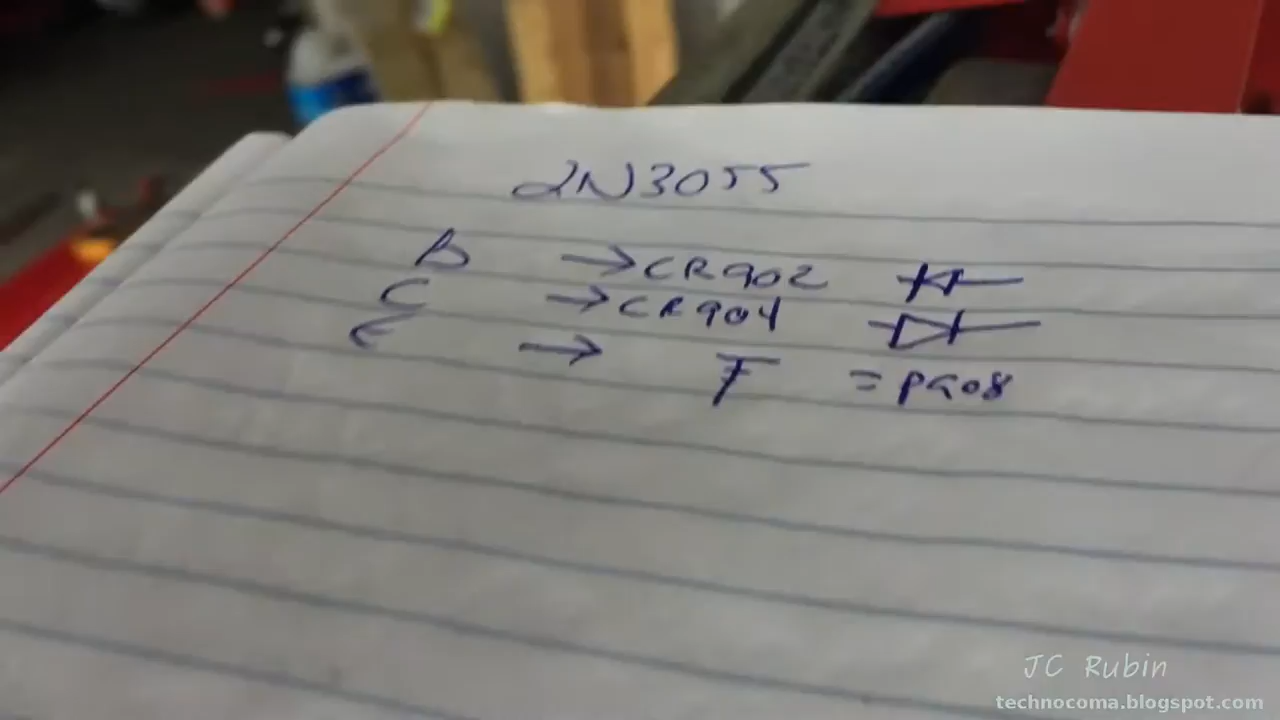 2N3055
B → CR902
C → CR904
E → F = P908
JC Rubin
technocoma.blogspot.com